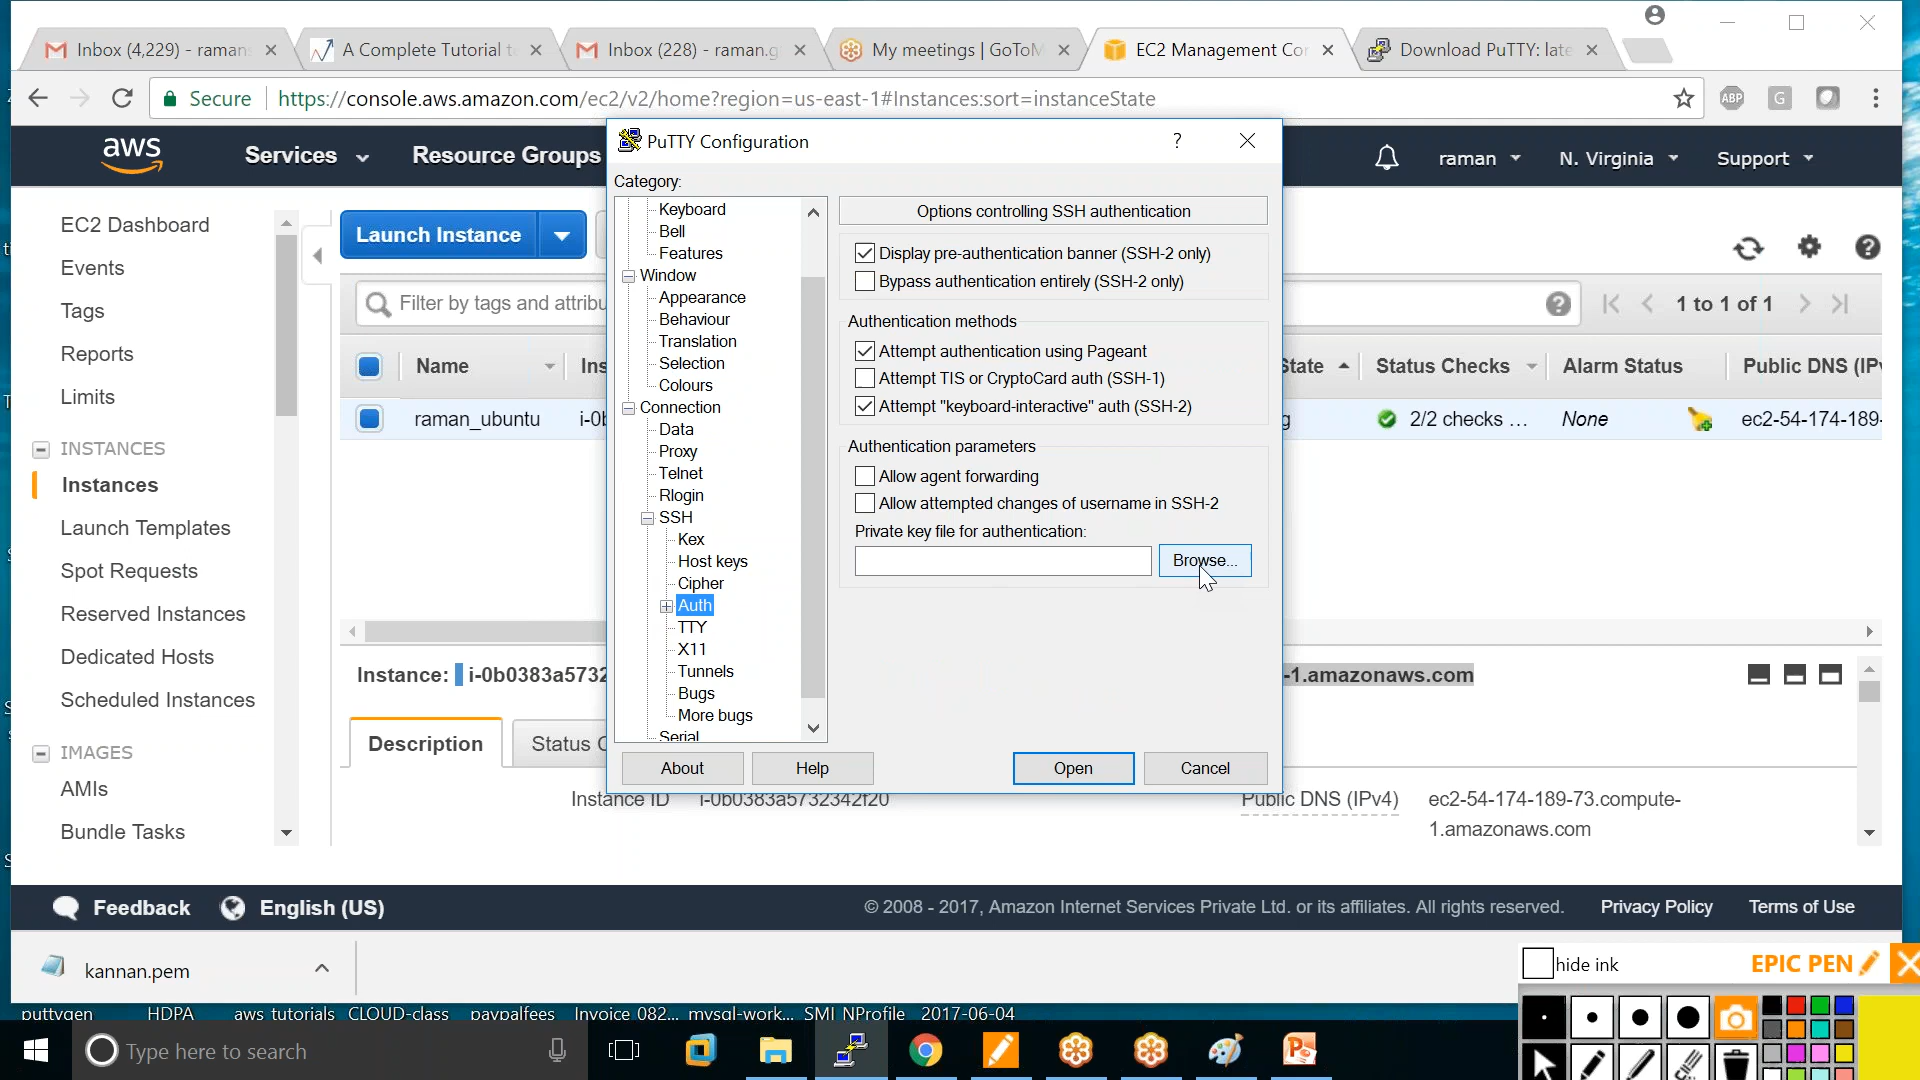 Inbox (4,229) - raman
A Complete Tutorial t
Inbox (228) - raman.g
My meetings | GoToM
EC2 Management Co
Download PuTTY: late
Secure
https://console.aws.amazon.com/ec2/v2/home?region=us-east-1#Instances:sort=instanceState
ABP
G
aws
Services
Resource Groups
raman
N. Virginia
Support
PuTTY Configuration
?
Category:
Keyboard
Bell
Features
Window
Appearance
Behaviour
Translation
Selection
Colours
Connection
Data
Proxy
Telnet
Rlogin
SSH
Kex
Host keys
Cipher
Auth
TTY
X11
Tunnels
Bugs
More bugs
Serial
Options controlling SSH authentication
Display pre-authentication banner (SSH-2 only)
Bypass authentication entirely (SSH-2 only)
Authentication methods
Attempt authentication using Pageant
Attempt TIS or CryptoCard auth (SSH-1)
Attempt "keyboard-interactive" auth (SSH-2)
Authentication parameters
Allow agent forwarding
Allow attempted changes of username in SSH-2
Private key file for authentication:
Browse...
About
Help
Open
Cancel
EC2 Dashboard
Events
Tags
Reports
Limits
INSTANCES
Instances
Launch Templates
Spot Requests
Reserved Instances
Dedicated Hosts
Scheduled Instances
IMAGES
AMIs
Bundle Tasks
Launch Instance
Filter by tags and attribu
1 to 1 of 1
Name
Ins
State
Status Checks
Alarm Status
Public DNS (IPv
raman_ubuntu
i-0b
g
2/2 checks ...
None
ec2-54-174-189-
Instance:
i-0b0383a5732
-1.amazonaws.com
Description
Status C
Instance ID
i-0b0383a5732342f20
Public DNS (IPv4)
ec2-54-174-189-73.compute-
1.amazonaws.com
Feedback
English (US)
© 2008 - 2017, Amazon Internet Services Private Ltd. or its affiliates. All rights reserved.
Privacy Policy
Terms of Use
kannan.pem
hide ink
EPIC PEN
puttygen
HDPA
aws tutorials
CLOUD-class
paypalfees
Invoice 082...
mysql-work...
SMI NProfile
2017-06-04
Type here to search